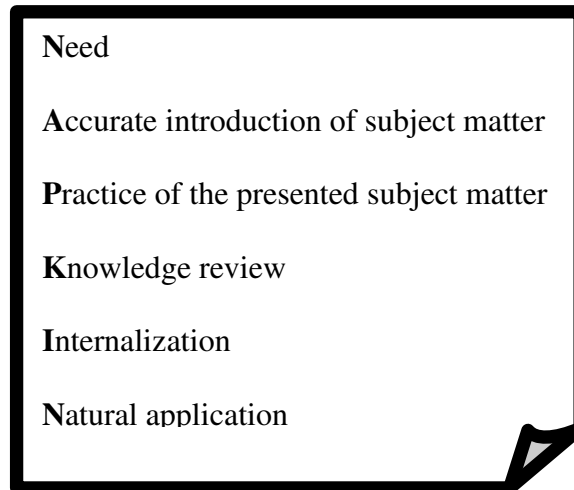 Need
Accurate introduction of subject matter
Practice of the presented subject matter
Knowledge review
Internalization
Natural application